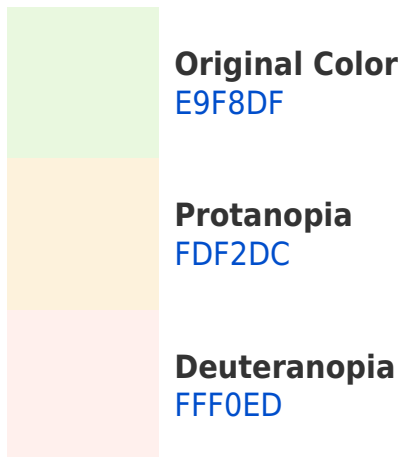 Original Color
E9F8DF
Protanopia
FDF2DC
Deuteranopia
FFF0ED